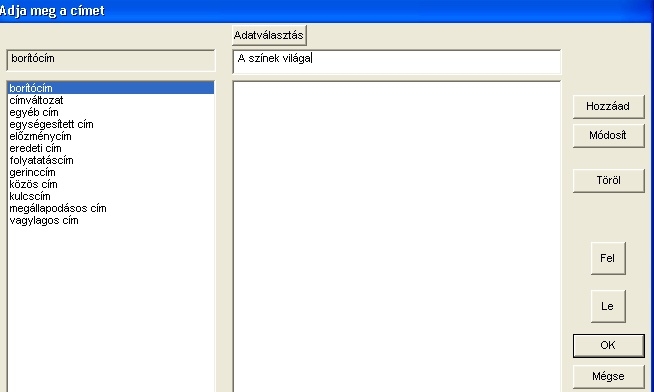 Adja meg a címet
Adatválasztás
borítócím
A színek világa
borítócím
címváltozat
egyéb cím
egységesített cím
előzménycím
eredeti cím
folyatatáscím
gerinccím
közös cím
kulcscím
megállapodásos cím
vagylagos cím
Hozzáad
Módosít
Töröl
Fel
Le
OK
Mégse